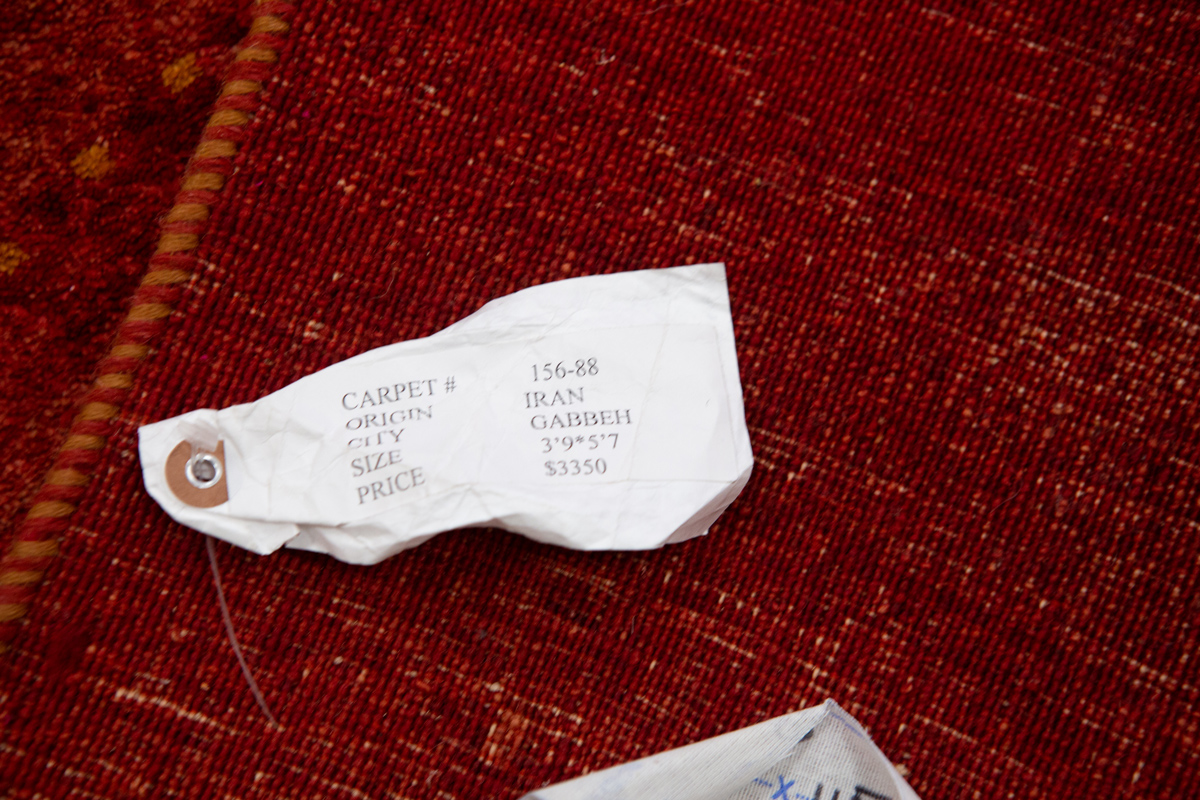 CARPET # 156-88
ORIGIN IRAN
CITY GABBEH
SIZE 3'9*5'7
PRICE $3350